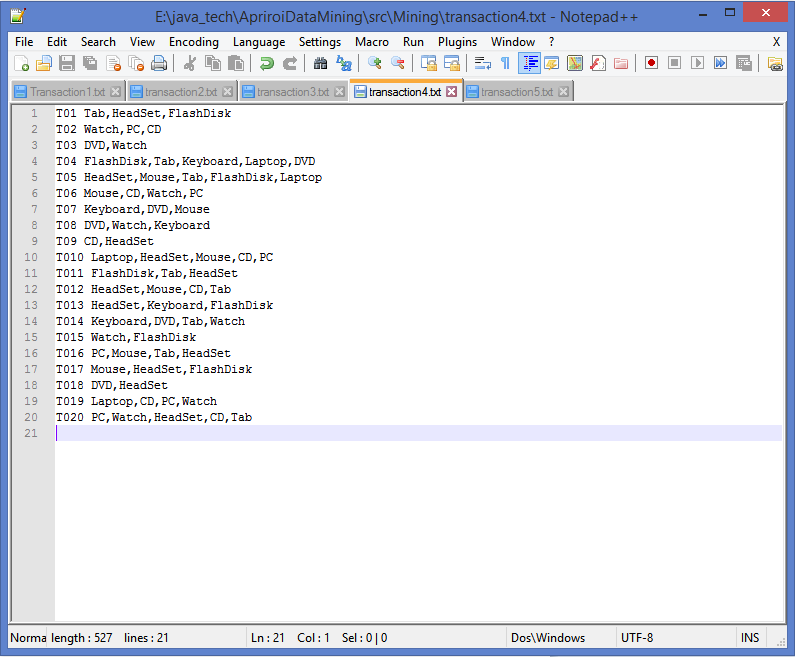 E:\java_tech\ApriroiDataMining\src\Mining\transaction4.txt - Notepad++
File Edit Search View Encoding Language Settings Macro Run Plugins Window ? X
Transaction1.txt transaction2.txt transaction3.txt transaction4.txt transaction5.txt
1 T01 Tab,HeadSet,FlashDisk
2 T02 Watch,PC,CD
3 T03 DVD,Watch
4 T04 FlashDisk,Tab,Keyboard,Laptop,DVD
5 T05 HeadSet,Mouse,Tab,FlashDisk,Laptop
6 T06 Mouse,CD,Watch,PC
7 T07 Keyboard,DVD,Mouse
8 T08 DVD,Watch,Keyboard
9 T09 CD,HeadSet
10 T010 Laptop,HeadSet,Mouse,CD,PC
11 T011 FlashDisk,Tab,HeadSet
12 T012 HeadSet,Mouse,CD,Tab
13 T013 HeadSet,Keyboard,FlashDisk
14 T014 Keyboard,DVD,Tab,Watch
15 T015 Watch,FlashDisk
16 T016 PC,Mouse,Tab,HeadSet
17 T017 Mouse,HeadSet,FlashDisk
18 T018 DVD,HeadSet
19 T019 Laptop,CD,PC,Watch
20 T020 PC,Watch,HeadSet,CD,Tab
21
Norma length : 527 lines : 21 Ln : 21 Col : 1 Sel : 0 | 0 Dos\Windows UTF-8 INS